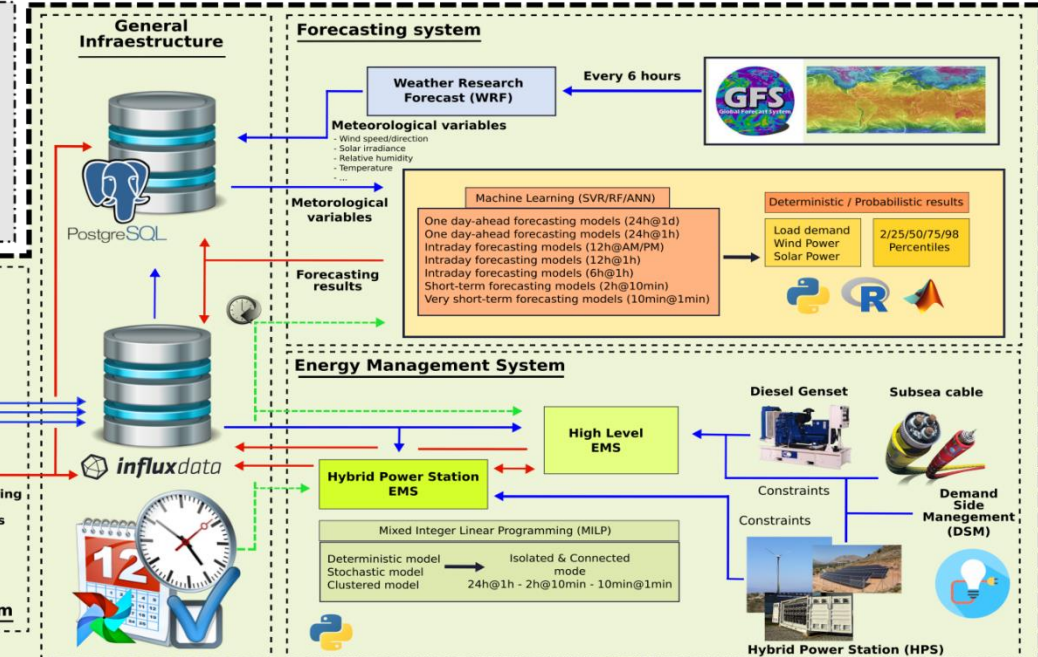 General
Infraestructure
PostgreSQL
influxdata
12
Forecasting system
Weather Research
Forecast (WRF)
Every 6 hours
GFS
Global Forecast System
Meteorological variables
- Wind speed/direction
- Solar irradiance
- Relative humidity
- Temperature
- ...
Metorological
variables
Forecasting
results
Machine Learning (SVR/RF/ANN)
One day-ahead forecasting models (24h@1d)
One day-ahead forecasting models (24h@1h)
Intraday forecasting models (12h@AM/PM)
Intraday forecasting models (12h@1h)
Intraday forecasting models (6h@1h)
Short-term forecasting models (2h@10min)
Very short-term forecasting models (10min@1min)
Deterministic / Probabilistic results
Load demand
Wind Power
Solar Power
2/25/50/75/98
Percentiles
R
Energy Management System
High Level
EMS
Hybrid Power Station
EMS
Mixed Integer Linear Programming (MILP)
Deterministic model
Stochastic model
Clustered model
Isolated & Connected
mode
24h@1h - 2h@10min - 10min@1min
Diesel Genset
Subsea cable
Constraints
Constraints
Demand
Side
Manegement
(DSM)
Hybrid Power Station (HPS)